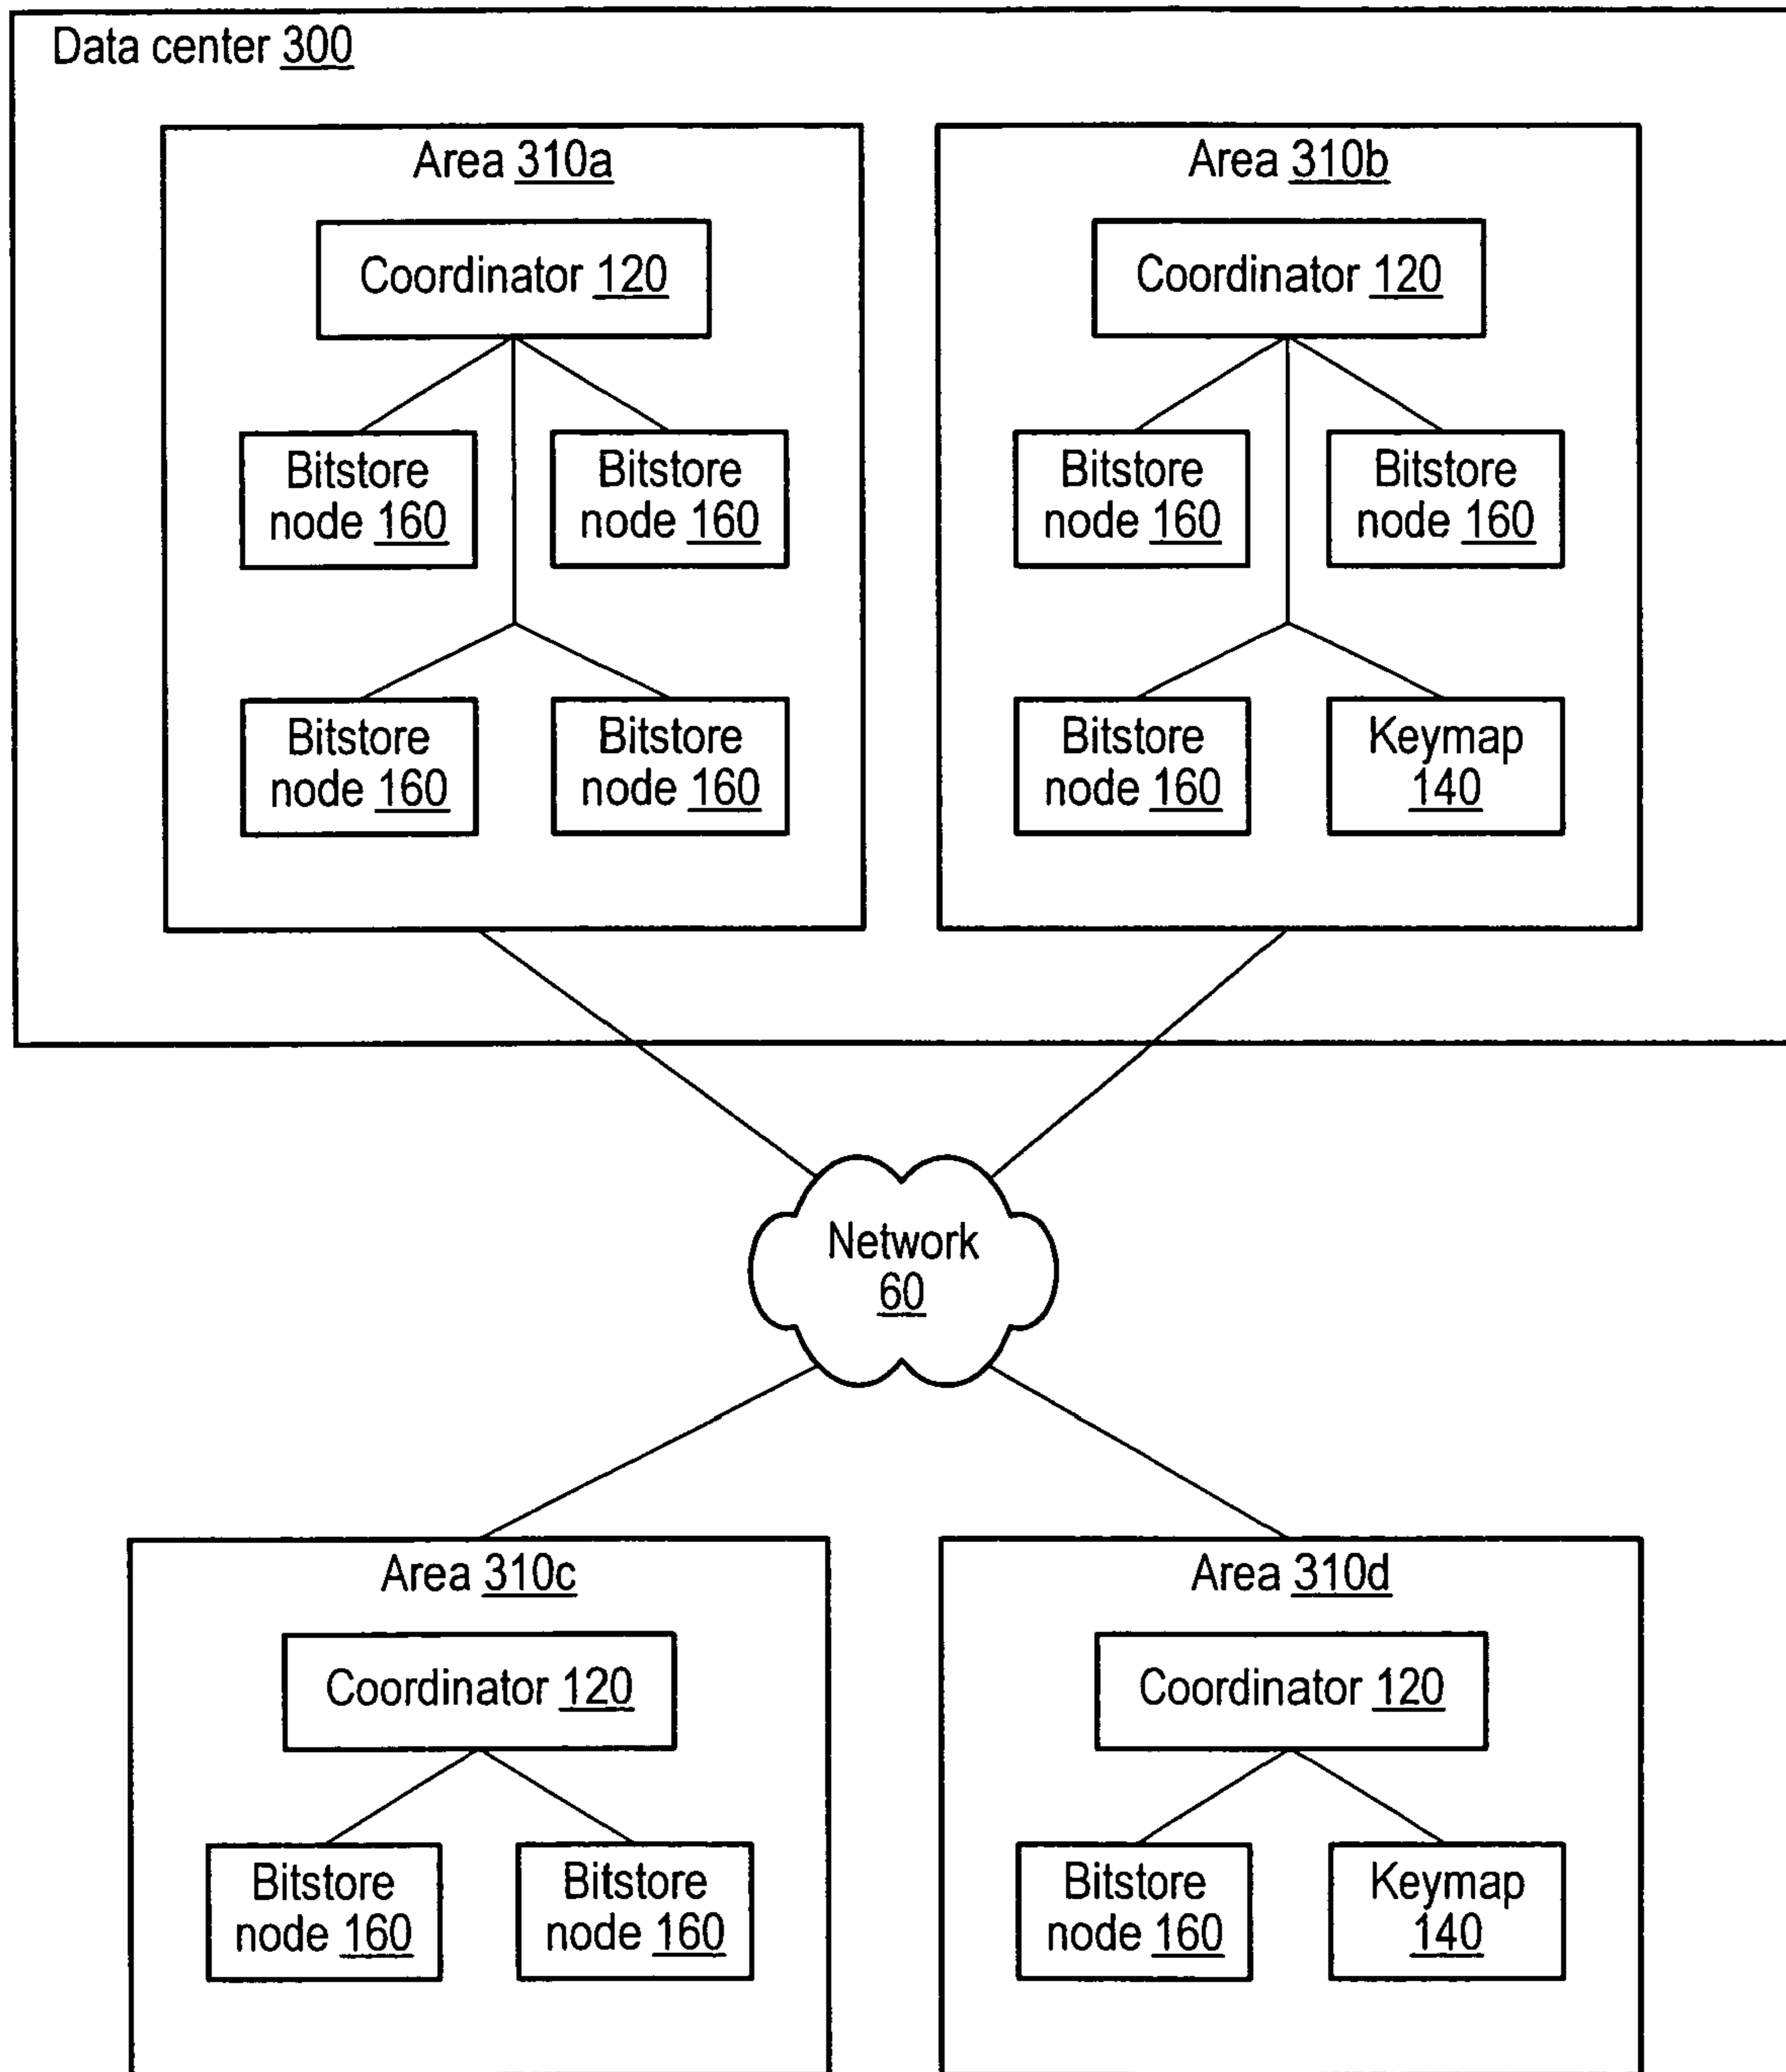 Data center 300
Area 310a
Coordinator 120
Bitstore
node 160
Bitstore
node 160
Bitstore
node 160
Bitstore
node 160
Area 310b
Coordinator 120
Bitstore
node 160
Bitstore
node 160
Bitstore
node 160
Keymap
140
Network
60
Area 310c
Coordinator 120
Bitstore
node 160
Bitstore
node 160
Area 310d
Coordinator 120
Bitstore
node 160
Keymap
140